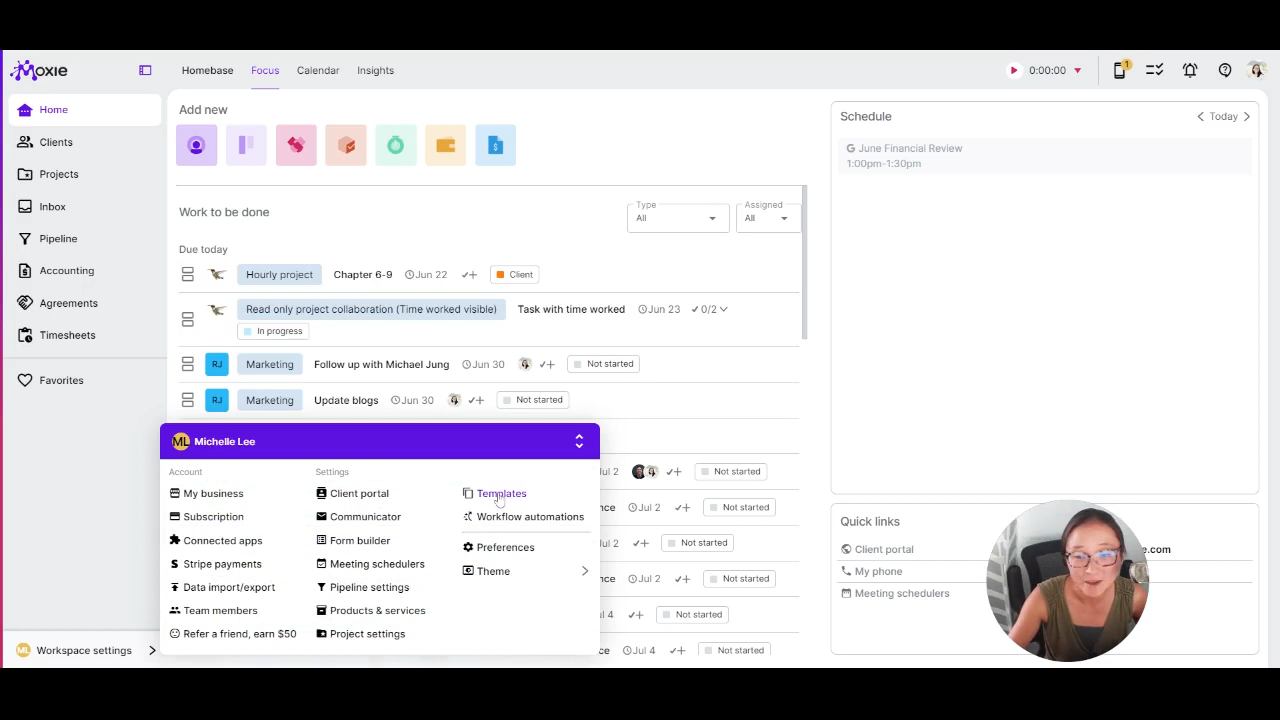 Moxie
Homebase Focus Calendar Insights
0:00:00
1
Home
Clients
Projects
Inbox
Pipeline
Accounting
Agreements
Timesheets
Favorites
Workspace settings
ML
Add new
Work to be done
Type
All
Assigned
All
Due today
Hourly project Chapter 6-9 Jun 22 Client
Read only project collaboration (Time worked visible) Task with time worked Jun 23 0/2
In progress
RJ Marketing Follow up with Michael Jung Jun 30 Not started
RJ Marketing Update blogs Jun 30 Not started
Jul 2 Not started
nce Jul 2 Not started
Jul 2 Not started
nce Jul 2 Not started
Jul 4 Not started
nce Jul 4 Not started
ML Michelle Lee
Account
My business
Subscription
Connected apps
Stripe payments
Data import/export
Team members
Refer a friend, earn $50
Settings
Client portal
Communicator
Form builder
Meeting schedulers
Pipeline settings
Products & services
Project settings
Templates
Workflow automations
Preferences
Theme
Schedule
Today
G June Financial Review
1:00pm-1:30pm
Quick links
Client portal
e.com
My phone
Meeting schedulers